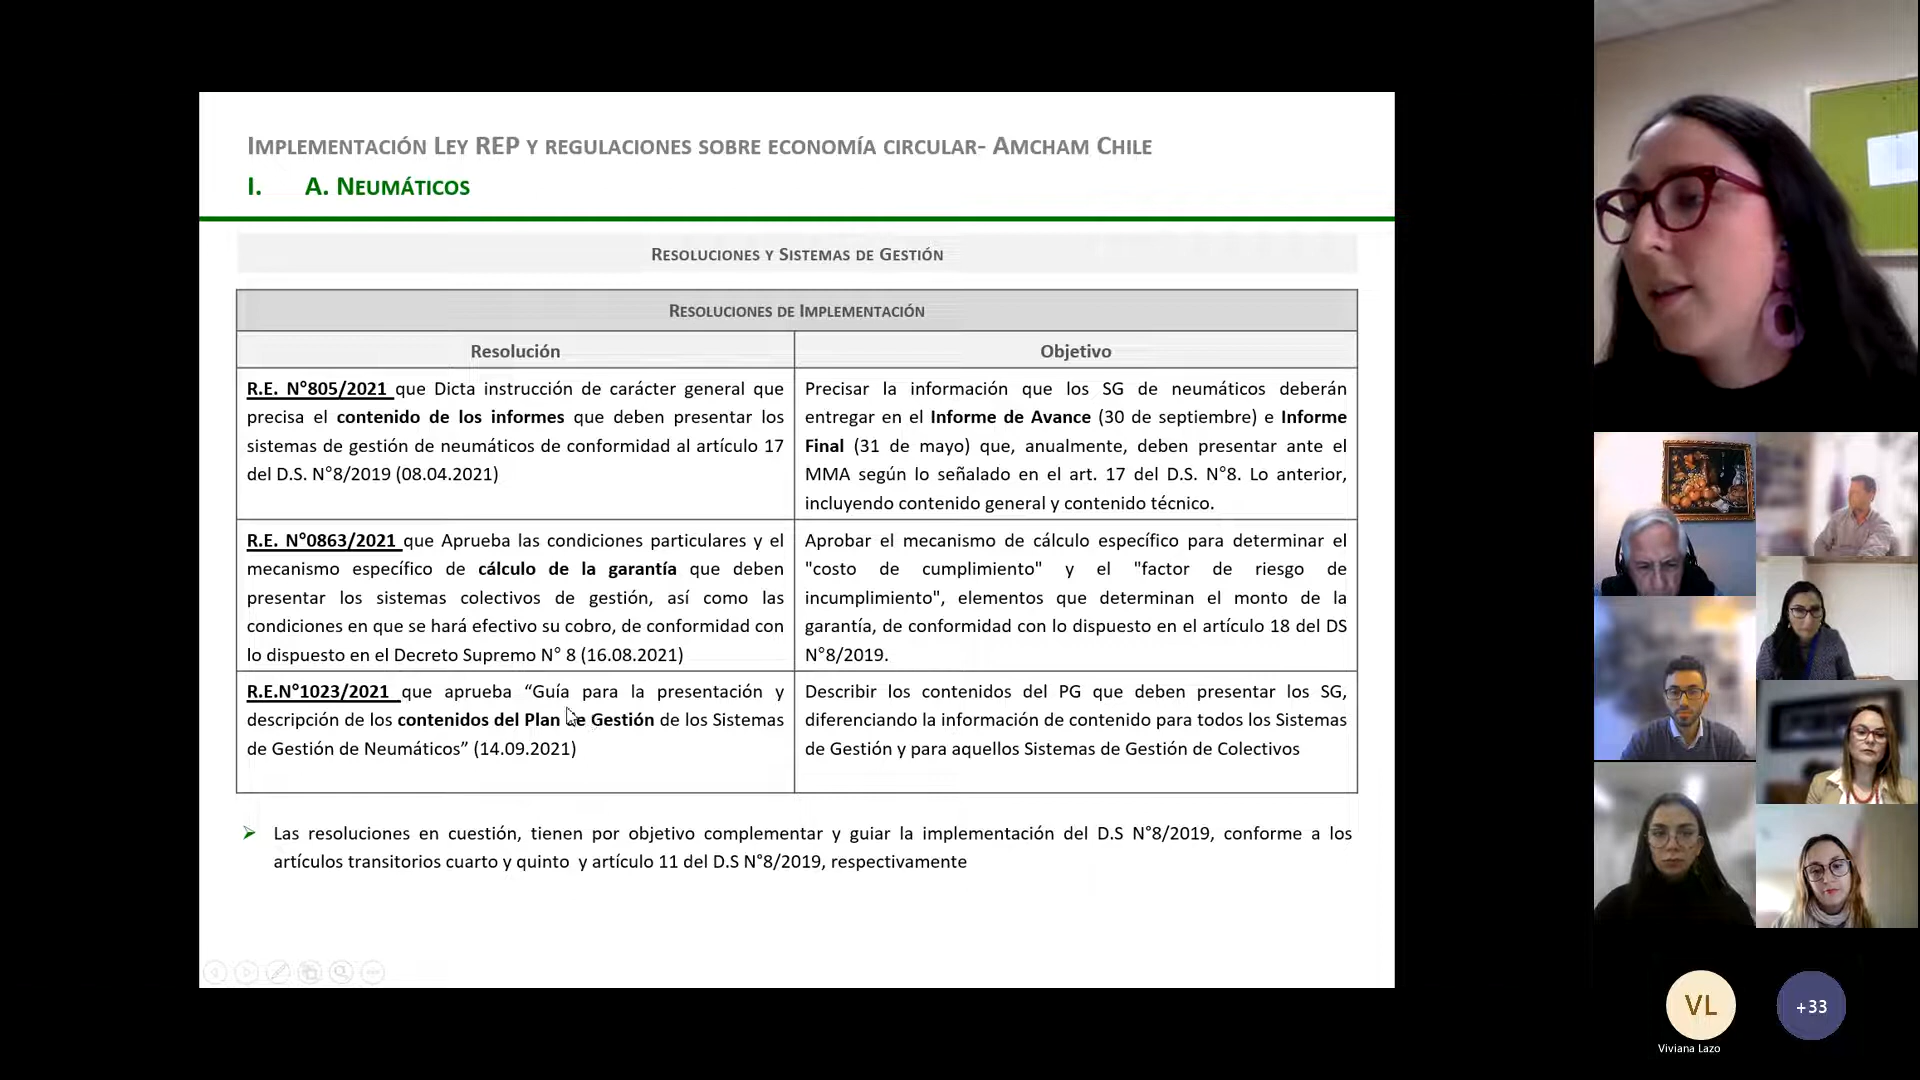 Implementación Ley REP y regulaciones sobre economía circular- Amcham Chile
I. A. Neumáticos
Resoluciones y Sistemas de Gestión
Resoluciones de Implementación
Resolución
Objetivo
R.E. N°805/2021 que Dicta instrucción de carácter general que
precisa el contenido de los informes que deben presentar los
sistemas de gestión de neumáticos de conformidad al artículo 17
del D.S. N°8/2019 (08.04.2021)
Precisar la información que los SG de neumáticos deberán
entregar en el Informe de Avance (30 de septiembre) e Informe
Final (31 de mayo) que, anualmente, deben presentar ante el
MMA según lo señalado en el art. 17 del D.S. N°8. Lo anterior,
incluyendo contenido general y contenido técnico.
R.E. N°0863/2021 que Aprueba las condiciones particulares y el
mecanismo específico de cálculo de la garantía que deben
presentar los sistemas colectivos de gestión, así como las
condiciones en que se hará efectivo su cobro, de conformidad con
lo dispuesto en el Decreto Supremo N° 8 (16.08.2021)
Aprobar el mecanismo de cálculo específico para determinar el
"costo de cumplimiento" y el "factor de riesgo de
incumplimiento", elementos que determinan el monto de la
garantía, de conformidad con lo dispuesto en el artículo 18 del DS
N°8/2019.
R.E.N°1023/2021 que aprueba “Guía para la presentación y
descripción de los contenidos del Plan de Gestión de los Sistemas
de Gestión de Neumáticos” (14.09.2021)
Describir los contenidos del PG que deben presentar los SG,
diferenciando la información de contenido para todos los Sistemas
de Gestión y para aquellos Sistemas de Gestión de Colectivos
Las resoluciones en cuestión, tienen por objetivo complementar y guiar la implementación del D.S N°8/2019, conforme a los
artículos transitorios cuarto y quinto y artículo 11 del D.S N°8/2019, respectivamente
VL
+33
Viviana Lazo